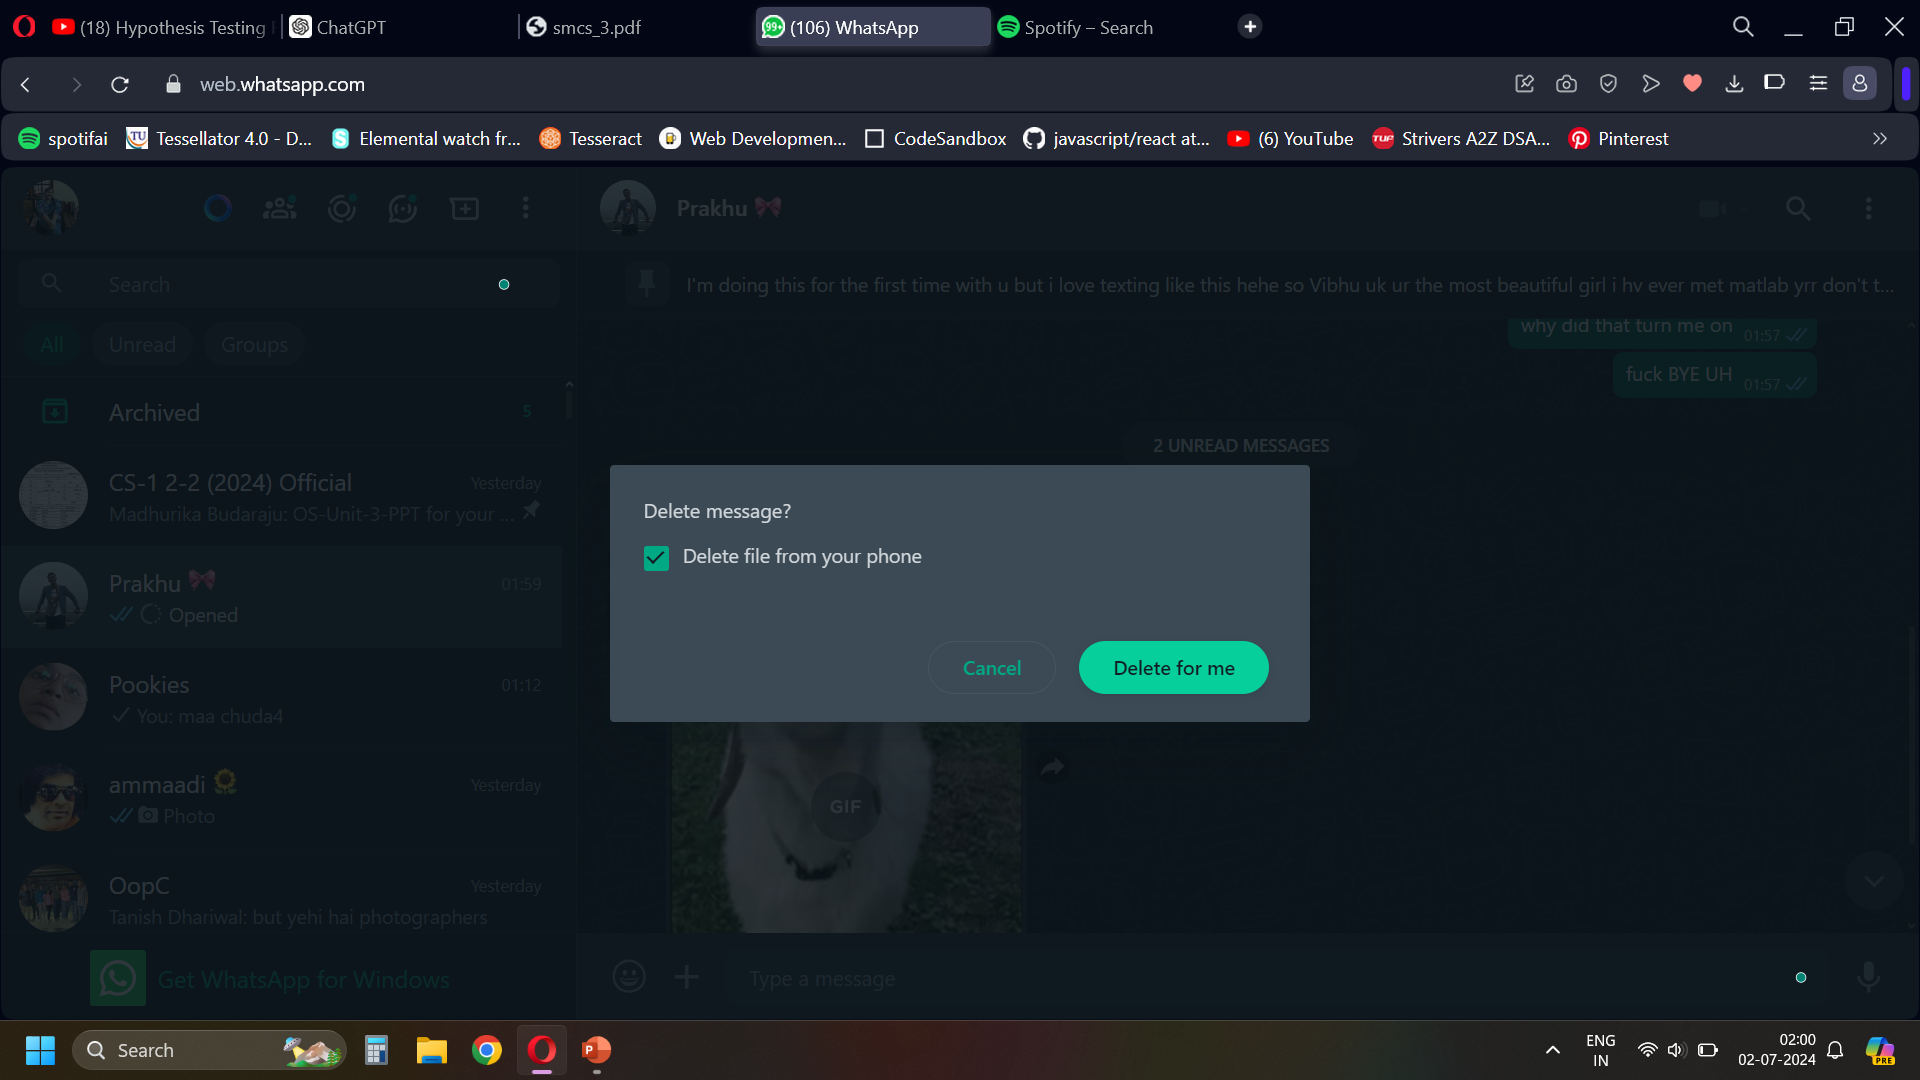 (18) Hypothesis Testing
ChatGPT
smcs_3.pdf
99+
(106) WhatsApp
Spotify – Search
web.whatsapp.com
spotifai
TU
Tessellator 4.0 - D...
Elemental watch fr...
Tesseract
Web Developmen...
CodeSandbox
javascript/react at...
(6) YouTube
TUF
Strivers A2Z DSA...
Pinterest
Prakhu
Search
I'm doing this for the first time with u but i love texting like this hehe so Vibhu uk ur the most beautiful girl i hv ever met matlab yrr don't t...
All
Unread
Groups
why did that turn me on 01:57
fuck BYE UH 01:57
Archived 5
2 UNREAD MESSAGES
CS-1 2-2 (2024) Official Yesterday
Madhurika Budaraju: OS-Unit-3-PPT for your ...
Delete message?
Delete file from your phone
Prakhu 01:59
Opened
Cancel
Delete for me
Pookies 01:12
You: maa chuda4
ammaadi Yesterday
Photo
GIF
OopC Yesterday
Tanish Dhariwal: but yehi hai photographers
Get WhatsApp for Windows
Type a message
Search
P
ENG
IN
02:00
02-07-2024
PRE